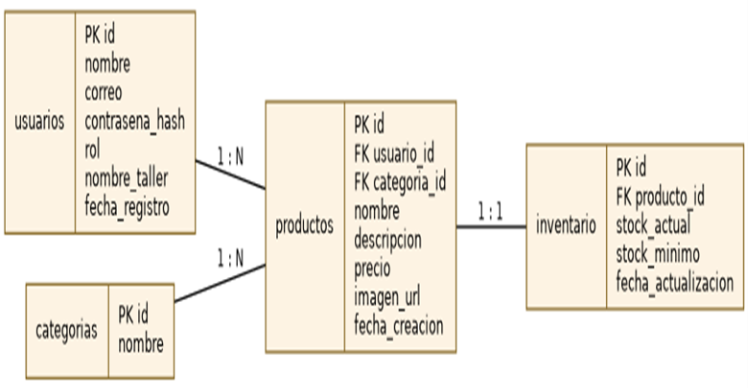 usuarios
PK id
nombre
correo
contrasena_hash
rol
nombre_taller
fecha_registro
1:N
categorias
PK id
nombre
1:N
productos
PK id
FK usuario_id
FK categoria_id
nombre
descripcion
precio
imagen_url
fecha_creacion
1:1
inventario
PK id
FK producto_id
stock_actual
stock_minimo
fecha_actualizacion